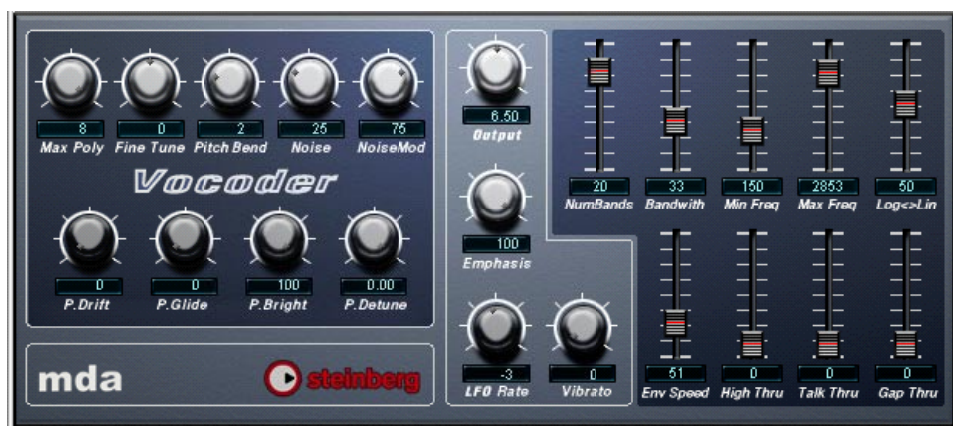 8 0 2 25 75
Max Poly Fine Tune Pitch Bend Noise NoiseMod
Vocoder
0 0 100 0.00
P.Drift P.Glide P.Bright P.Detune
mda steinberg
6.50
Output
100
Emphasis
-3 0
LFO Rate Vibrato
20 33 150 2853 50
NumBands Bandwith Min Freq Max Freq Log<>Lin
51 0 0 0
Env Speed High Thru Talk Thru Gap Thru